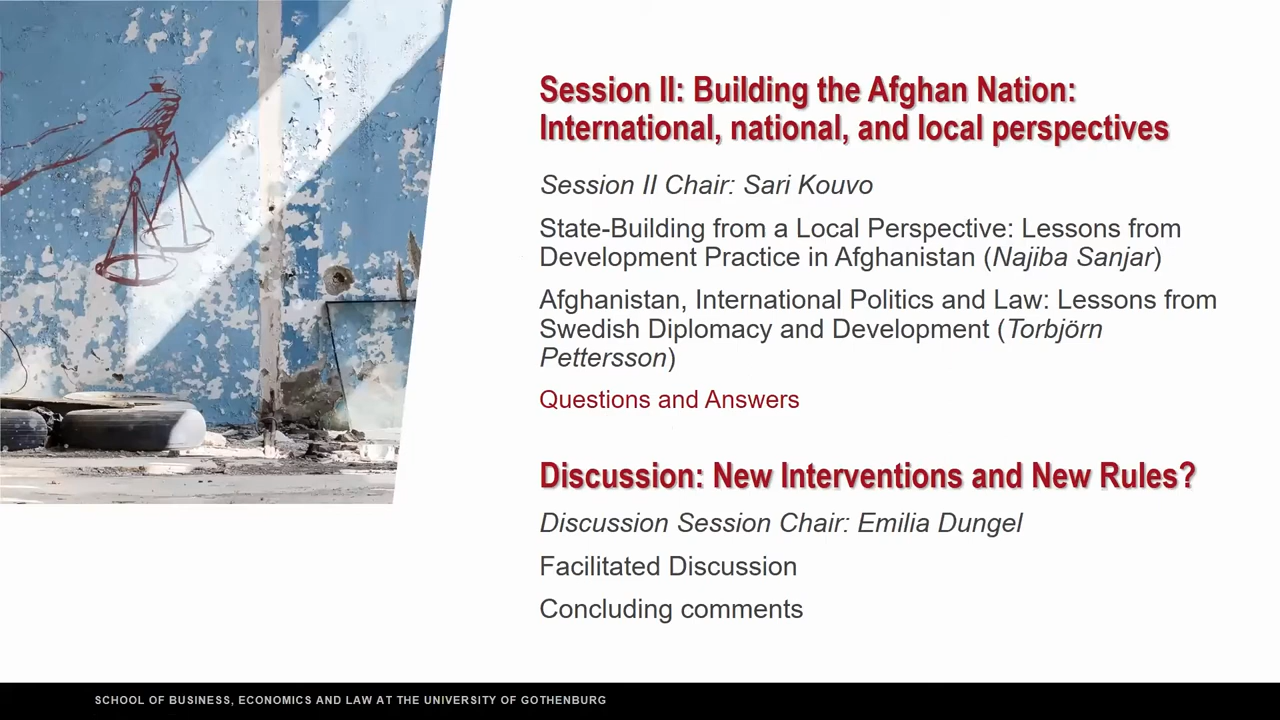 Session II: Building the Afghan Nation:
International, national, and local perspectives
Session II Chair: Sari Kouvo
State-Building from a Local Perspective: Lessons from
Development Practice in Afghanistan (Najiba Sanjar)
Afghanistan, International Politics and Law: Lessons from
Swedish Diplomacy and Development (Torbjörn
Pettersson)
Questions and Answers
Discussion: New Interventions and New Rules?
Discussion Session Chair: Emilia Dungel
Facilitated Discussion
Concluding comments
SCHOOL OF BUSINESS, ECONOMICS AND LAW AT THE UNIVERSITY OF GOTHENBURG